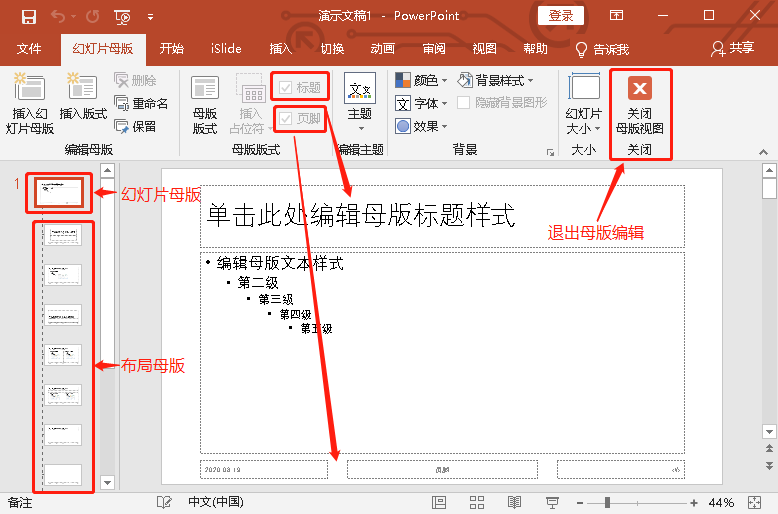 演示文稿1 - PowerPoint
登录
文件 幻灯片母版 开始 iSlide 插入 切换 动画 审阅 视图 帮助 告诉我 共享
插入幻灯片母版
插入版式
删除
重命名
保留
编辑母版
母版版式
插入占位符
标题
页脚
母版版式
主题
编辑主题
颜色
字体
效果
背景样式
隐藏背景图形
背景
幻灯片大小
大小
关闭母版视图
关闭
1
幻灯片母版
布局母版
退出母版编辑
单击此处编辑母版标题样式
• 编辑母版文本样式
• 第二级
• 第三级
• 第四级
• 第五级
页脚
备注 中文(中国) 44%